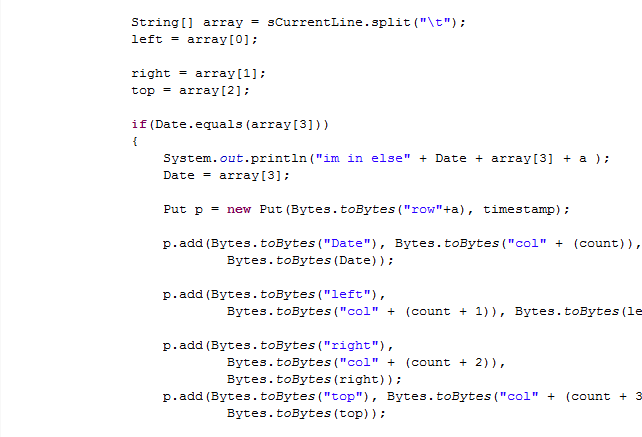 String[] array = sCurrentLine.split("\t");
left = array[0];
right = array[1];
top = array[2];
if(Date.equals(array[3]))
{
System.out.println("im in else" + Date + array[3] + a );
Date = array[3];
Put p = new Put(Bytes.toBytes("row"+a), timestamp);
p.add(Bytes.toBytes("Date"), Bytes.toBytes("col" + (count)),
Bytes.toBytes(Date));
p.add(Bytes.toBytes("left"),
Bytes.toBytes("col" + (count + 1)), Bytes.toBytes(le
p.add(Bytes.toBytes("right"),
Bytes.toBytes("col" + (count + 2)),
Bytes.toBytes(right));
p.add(Bytes.toBytes("top"), Bytes.toBytes("col" + (count + 3
Bytes.toBytes(top));